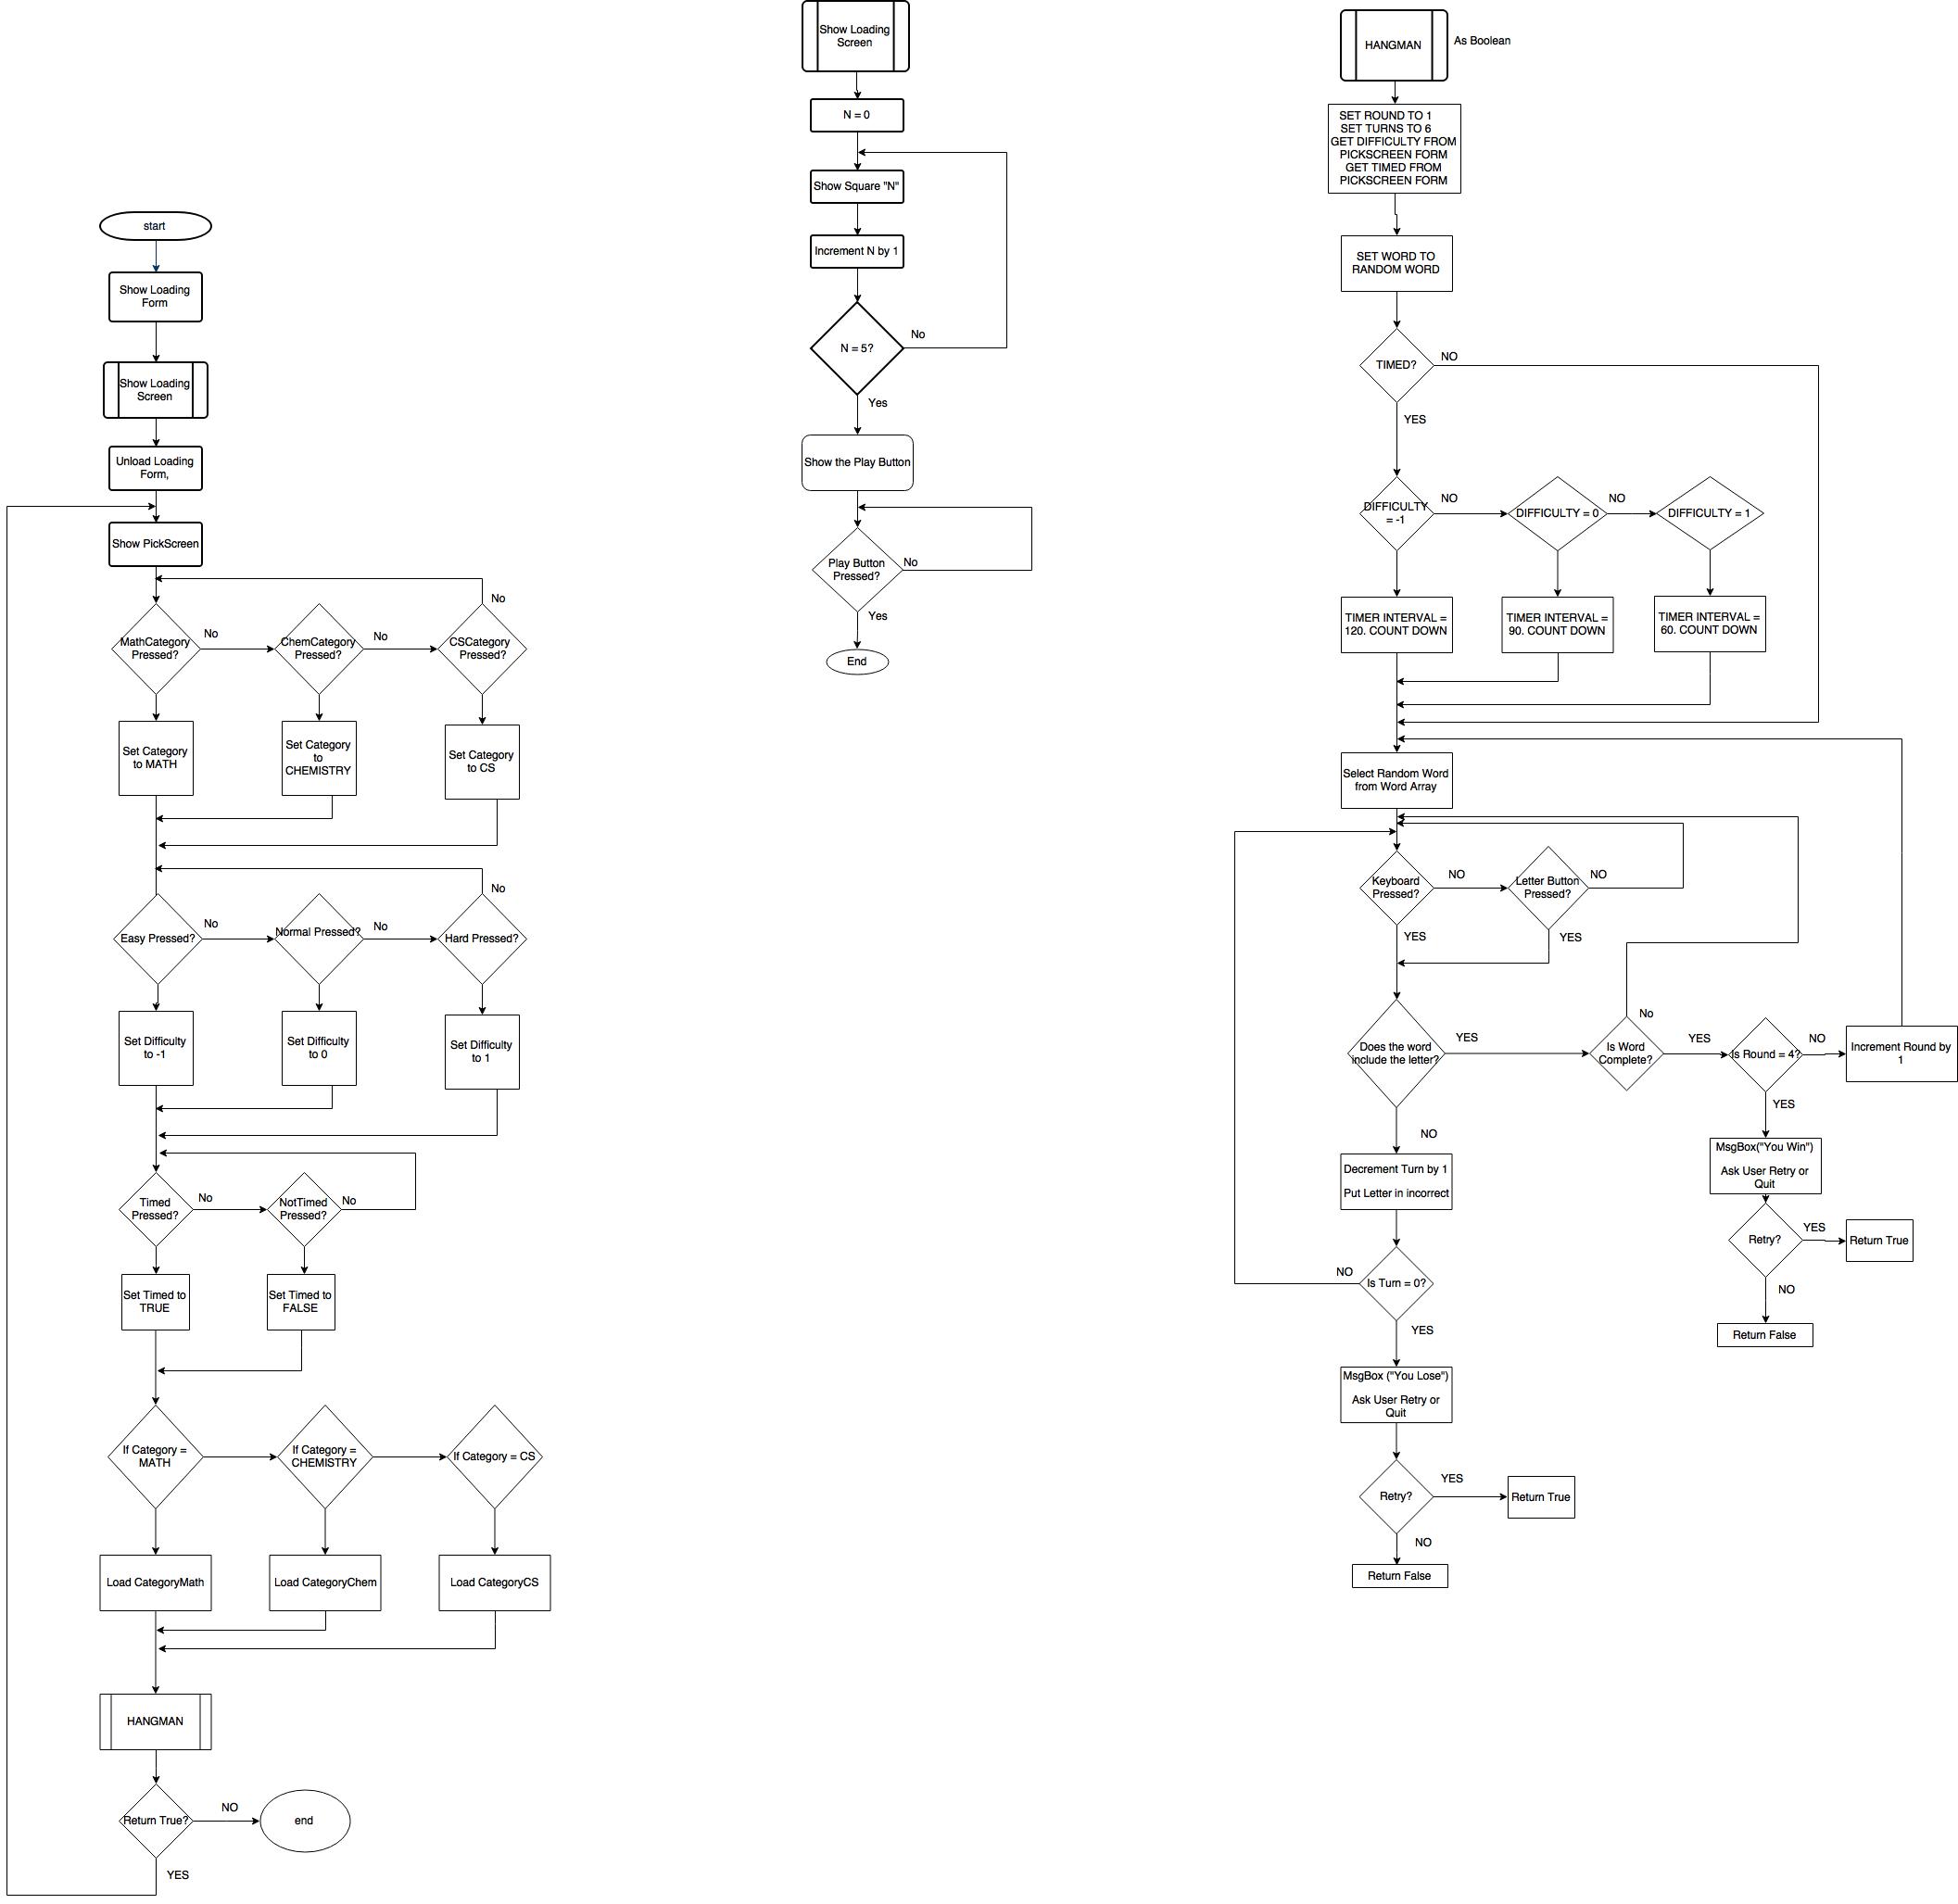 start
Show Loading
Form
Show Loading
Screen
Unload Loading
Form,
Show PickScreen
MathCategory
Pressed?
No
ChemCategory
Pressed?
No
CSCategory
Pressed?
No
Set Category
to MATH
Set Category
to
CHEMISTRY
Set Category
to CS
Easy Pressed?
No
Normal Pressed?
No
Hard Pressed?
No
Set Difficulty
to -1
Set Difficulty
to 0
Set Difficulty
to 1
Timed
Pressed?
No
NotTimed
Pressed?
No
Set Timed to
TRUE
Set Timed to
FALSE
If Category =
MATH
If Category =
CHEMISTRY
If Category = CS
Load CategoryMath
Load CategoryChem
Load CategoryCS
HANGMAN
Return True?
NO
end
YES
Show Loading
Screen
N = 0
Show Square "N"
Increment N by 1
N = 5?
No
Yes
Show the Play Button
Play Button
Pressed?
No
Yes
End
HANGMAN
As Boolean
SET ROUND TO 1
SET TURNS TO 6
GET DIFFICULTY FROM
PICKSCREEN FORM
GET TIMED FROM
PICKSCREEN FORM
SET WORD TO
RANDOM WORD
TIMED?
NO
YES
DIFFICULTY
= -1
NO
DIFFICULTY = 0
NO
DIFFICULTY = 1
TIMER INTERVAL =
120. COUNT DOWN
TIMER INTERVAL =
90. COUNT DOWN
TIMER INTERVAL =
60. COUNT DOWN
Select Random Word
from Word Array
Keyboard
Pressed?
NO
Letter Button
Pressed?
NO
YES
YES
Does the word
include the letter?
YES
Is Word
Complete?
No
YES
Is Round = 4?
NO
Increment Round by
1
YES
MsgBox("You Win")
Ask User Retry or
Quit
Retry?
YES
Return True
NO
Return False
NO
Decrement Turn by 1
Put Letter in incorrect
Is Turn = 0?
NO
YES
MsgBox ("You Lose")
Ask User Retry or
Quit
Retry?
YES
Return True
NO
Return False